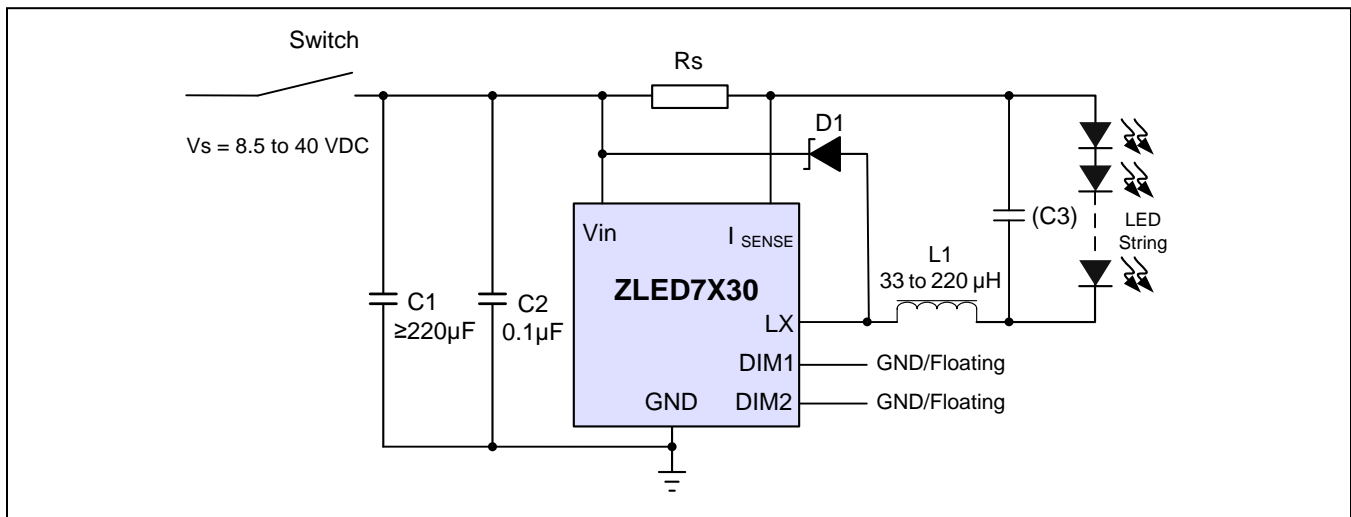 Switch
Rs
Vs = 8.5 to 40 VDC
D1
Vin
I SENSE
(C3)
LED
String
L1
33 to 220 µH
ZLED7X30
C1
≥220µF
C2
0.1µF
LX
DIM1
GND/Floating
GND
DIM2
GND/Floating